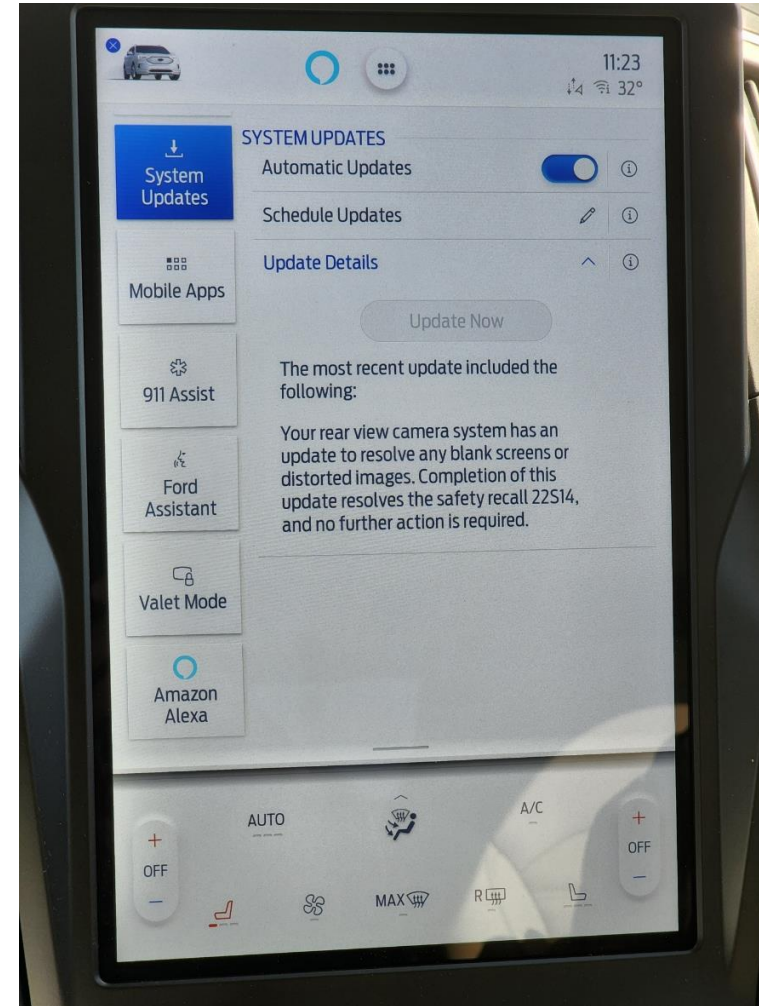 11:23
32°
System
Updates
SYSTEM UPDATES
Automatic Updates
Schedule Updates
Update Details
Update Now
The most recent update included the
following:
Your rear view camera system has an
update to resolve any blank screens or
distorted images. Completion of this
update resolves the safety recall 22S14,
and no further action is required.
Mobile Apps
911 Assist
Ford
Assistant
Valet Mode
Amazon
Alexa
AUTO
A/C
+
OFF
−
+
OFF
−
MAX
R